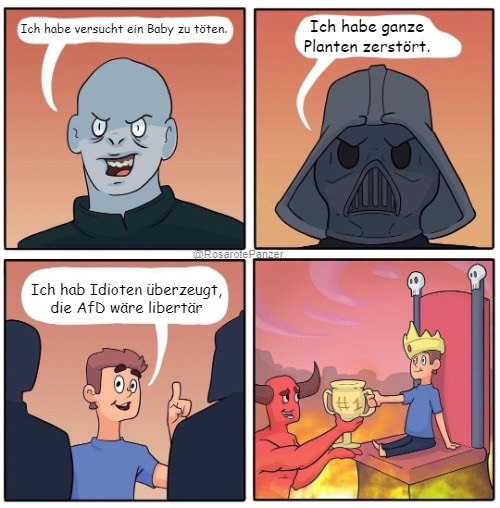 Ich habe versucht ein Baby zu töten.
Ich habe ganze
Planten zerstört.
@RosarotePanzer
Ich hab Idioten überzeugt,
die AfD wäre libertär
#1